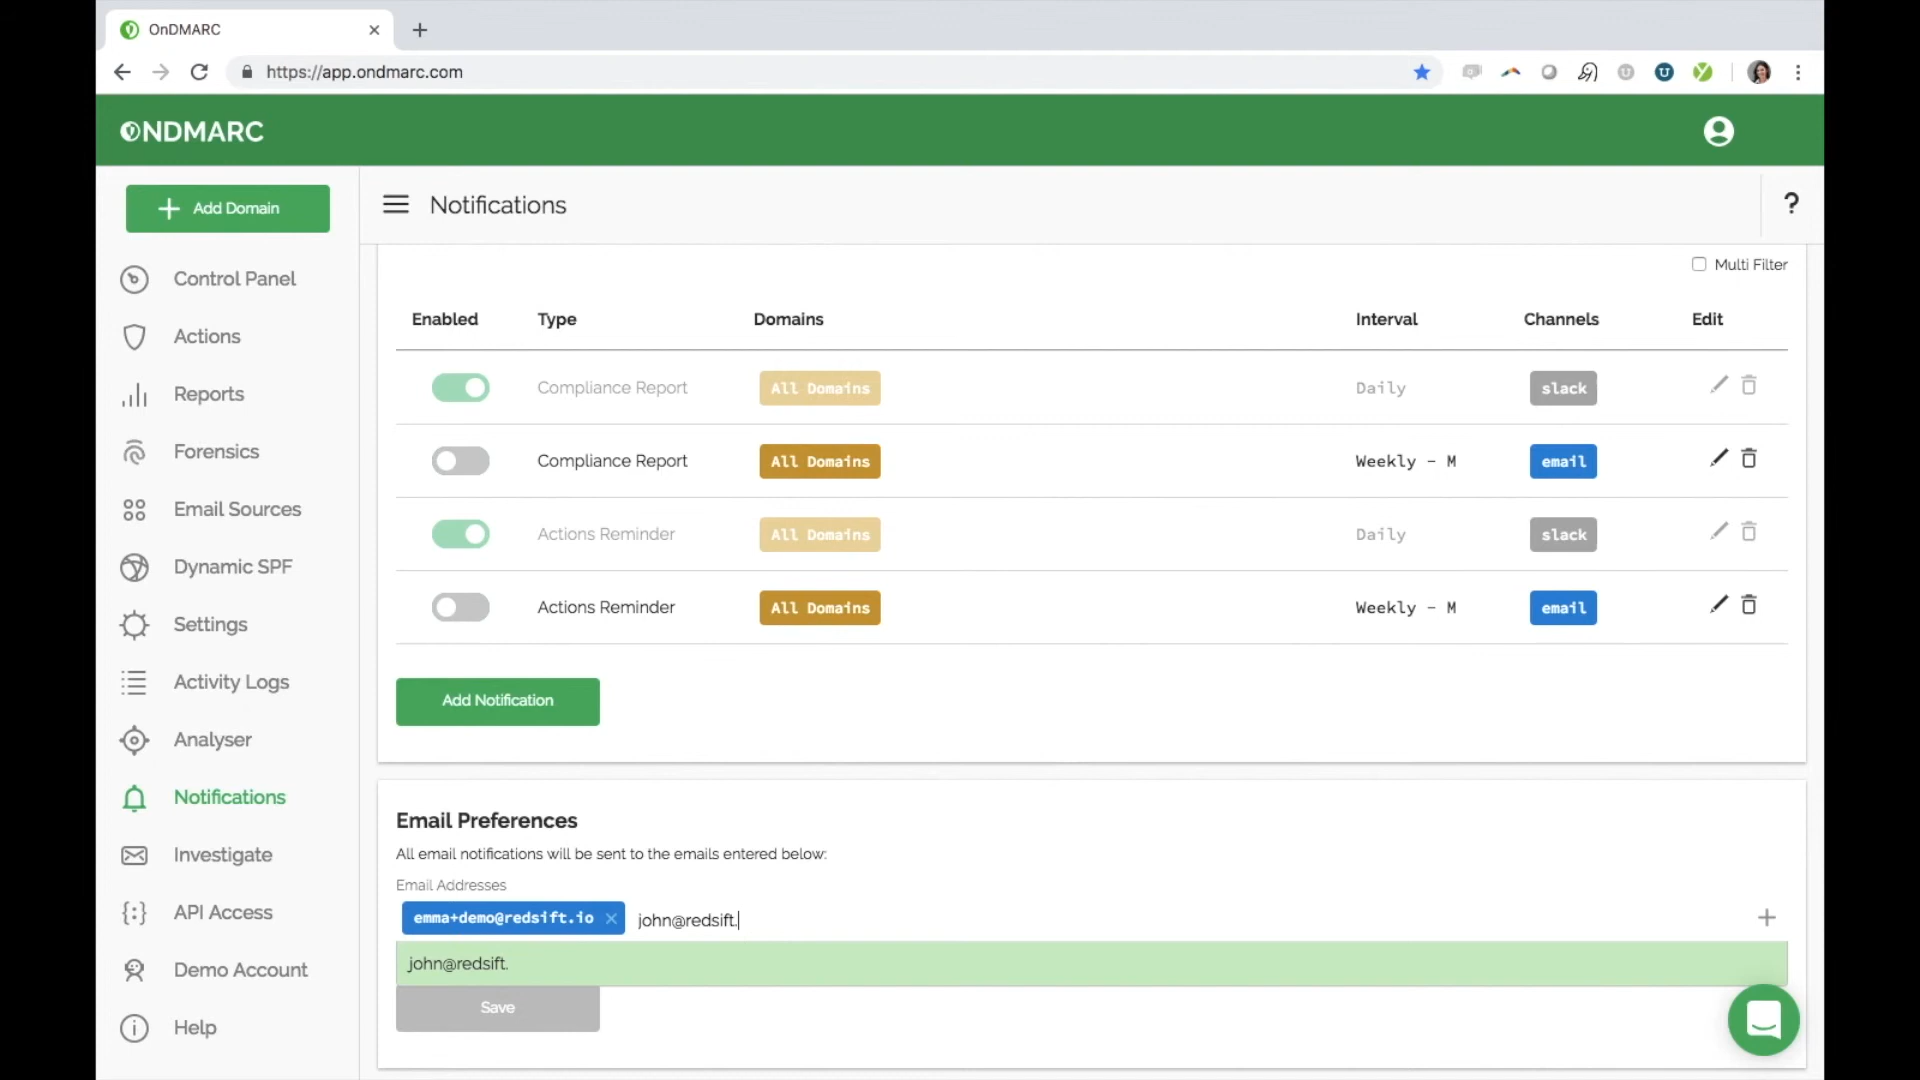 OnDMARC
https://app.ondmarc.com
ONDMARC
Add Domain
Notifications
?
Control Panel
Actions
Reports
Forensics
Email Sources
Dynamic SPF
Settings
Activity Logs
Analyser
Notifications
Investigate
API Access
Demo Account
Help
Multi Filter
Enabled Type Domains Interval Channels Edit
Compliance Report All Domains Daily slack
Compliance Report All Domains Weekly - M email
Actions Reminder All Domains Daily slack
Actions Reminder All Domains Weekly - M email
Add Notification
Email Preferences
All email notifications will be sent to the emails entered below:
Email Addresses
emma+demo@redsift.io × john@redsift.
john@redsift.
Save